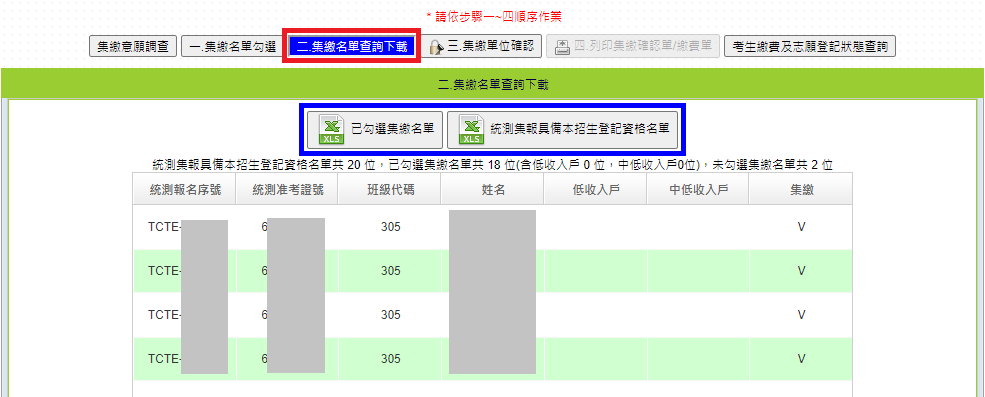 * 請依步驟一~四順序作業
集繳意願調查 一.集繳名單勾選 二.集繳名單查詢下載 三.集繳單位確認 四.列印集繳確認單/繳費單 考生繳費及志願登記狀態查詢
二.集繳名單查詢下載
XLS 已勾選集繳名單 XLS 統測集報具備本招生登記資格名單
統測集報具備本招生登記資格名單共 20 位，已勾選集繳名單共 18 位(含低收入戶 0 位，中低收入戶0位)，未勾選集繳名單共 2 位
統測報名序號 統測准考證號 班級代碼 姓名 低收入戶 中低收入戶 集繳
TCTE- 6 305 V
TCTE- 6 305 V
TCTE- 6 305 V
TCTE- 6 305 V